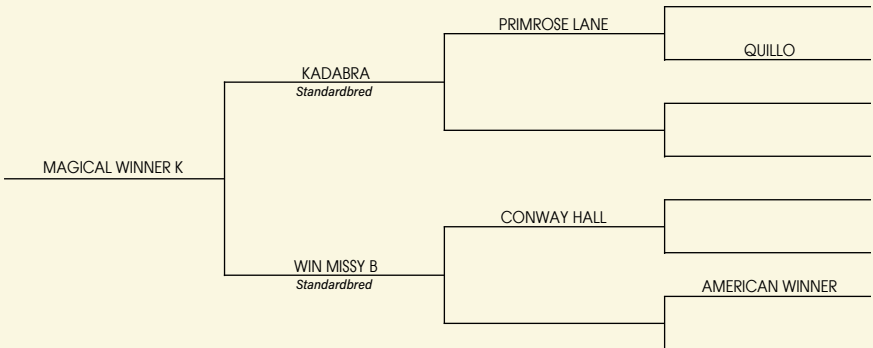 PRIMROSE LANE
QUILLO
KADABRA
Standardbred
MAGICAL WINNER K
CONWAY HALL
WIN MISSY B
Standardbred
AMERICAN WINNER